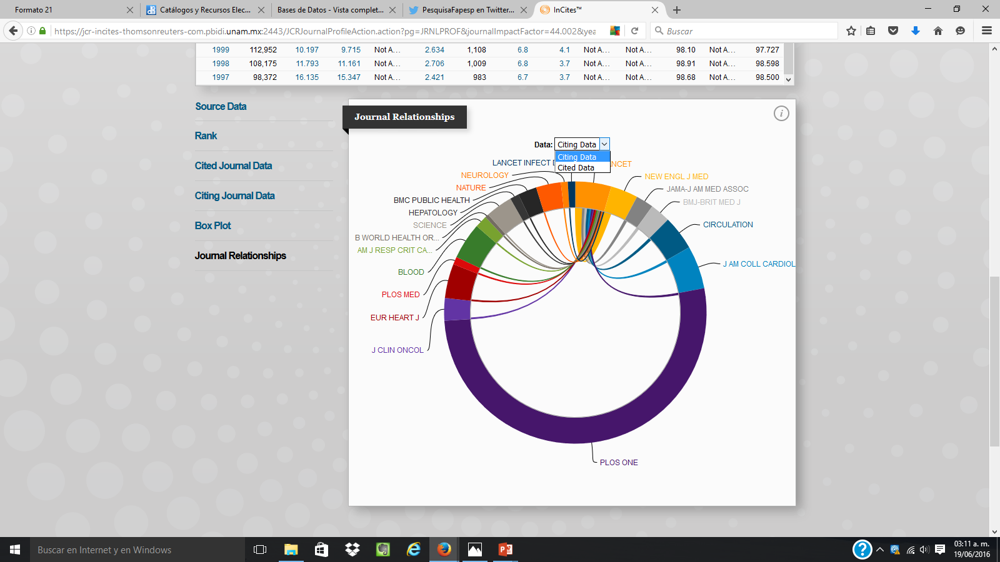 Formato 21
Catálogos y Recursos Elec...
Bases de Datos - Vista complet...
PesquisaFapesp en Twitter...
InCites™
https://jcr-incites-thomsonreuters-com.pbidi.unam.mx:2443/JCRJournalProfileAction.action?pg=JRNLPROF&journalImpactFactor=44.002&yea
Buscar
1999 112,952 10.197 9.715 Not A... 2.634 1,108 6.8 4.1 Not A... Not A... 98.10 Not A... 97.727
1998 108,175 11.793 11.161 Not A... 2.706 1,009 6.8 3.7 Not A... Not A... 98.91 Not A... 98.598
1997 98,372 16.135 15.347 Not A... 2.421 983 6.7 3.7 Not A... Not A... 98.68 Not A... 98.500
Source Data
Rank
Cited Journal Data
Citing Journal Data
Box Plot
Journal Relationships
Journal Relationships
i
Data: Citing Data
Citing Data
Cited Data
LANCET INFECT
NCET
NEUROLOGY
NEW ENGL J MED
NATURE
JAMA-J AM MED ASSOC
BMC PUBLIC HEALTH
BMJ-BRIT MED J
HEPATOLOGY
SCIENCE
CIRCULATION
B WORLD HEALTH OR...
AM J RESP CRIT CA...
J AM COLL CARDIOL
BLOOD
PLOS MED
EUR HEART J
J CLIN ONCOL
PLOS ONE
Buscar en Internet y en Windows
03:11 a. m.
19/06/2016